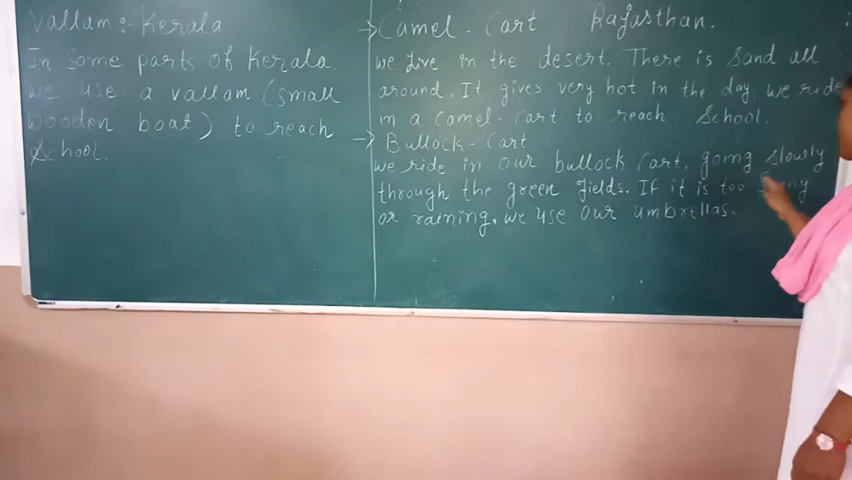 Vallam:- Kerala
In Some parts of Kerala.
we use a vallam (small
wooden boat) to reach
School.
→ Camel-Cart Rajasthan.
we live in the desert. There is Sand all
around. It gives very hot in the day we ride
in a camel-cart to reach School.
→ Bullock-Cart
we ride in our bullock Cart, going slowly
through the green fields. IF it is too
or raining. we use our umbrellas.